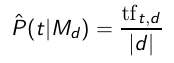 P̂(t|M_d) = tf_{t,d} / |d|